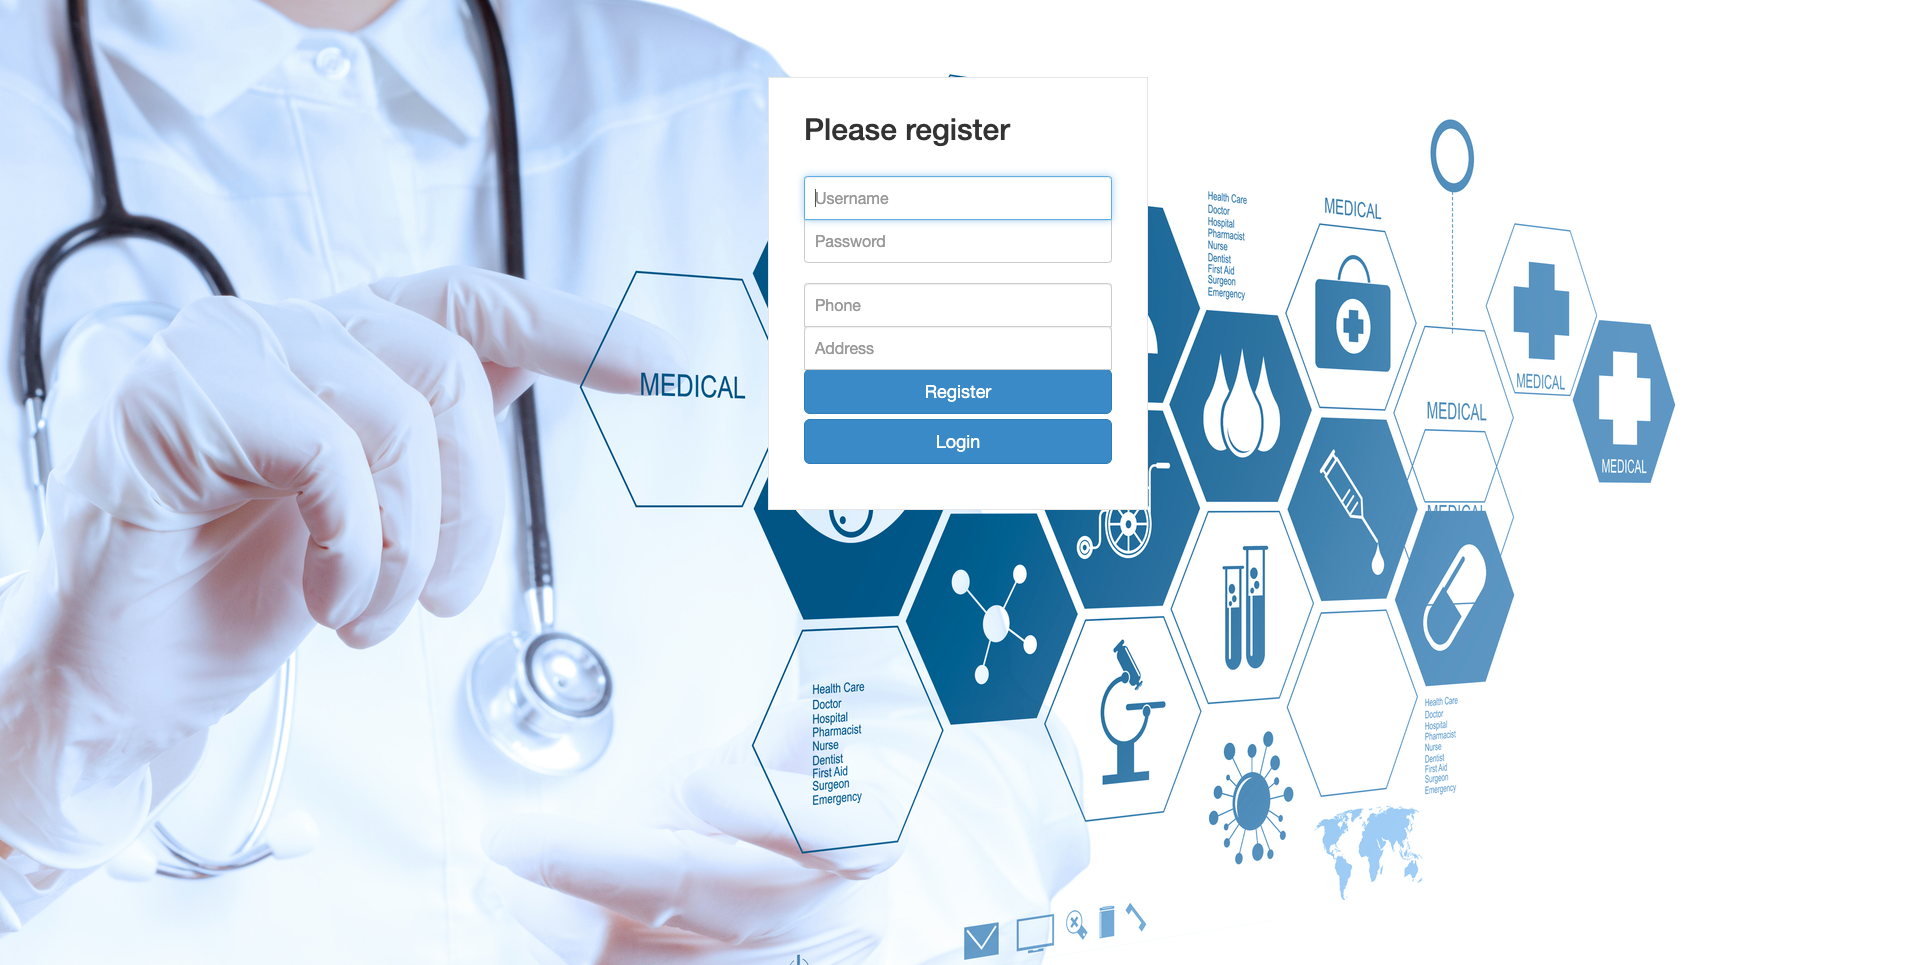 Please register
Username
Password
Phone
Address
Register
Login
MEDICAL
Health Care
Doctor
Hospital
Pharmacist
Nurse
Dentist
First Aid
Surgeon
Emergency
MEDICAL
MEDICAL
MEDICAL
MEDICAL
MEDICAL
Health Care
Doctor
Hospital
Pharmacist
Nurse
Dentist
First Aid
Surgeon
Emergency
Health Care
Doctor
Hospital
Pharmacist
Nurse
Dentist
First Aid
Surgeon
Emergency